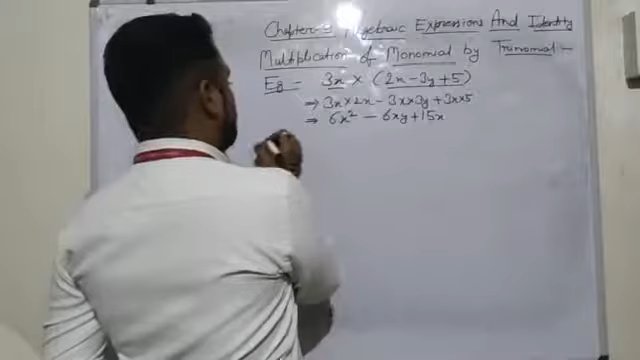 Chapter-9 Algebraic Expressions And Identity
Multiplication of Monomial by Trinomial :-
Eg - 3x × (2x - 3y + 5)
⇒ 3x × 2x - 3x × 3y + 3x × 5
⇒ 6x² - 6xy + 15x